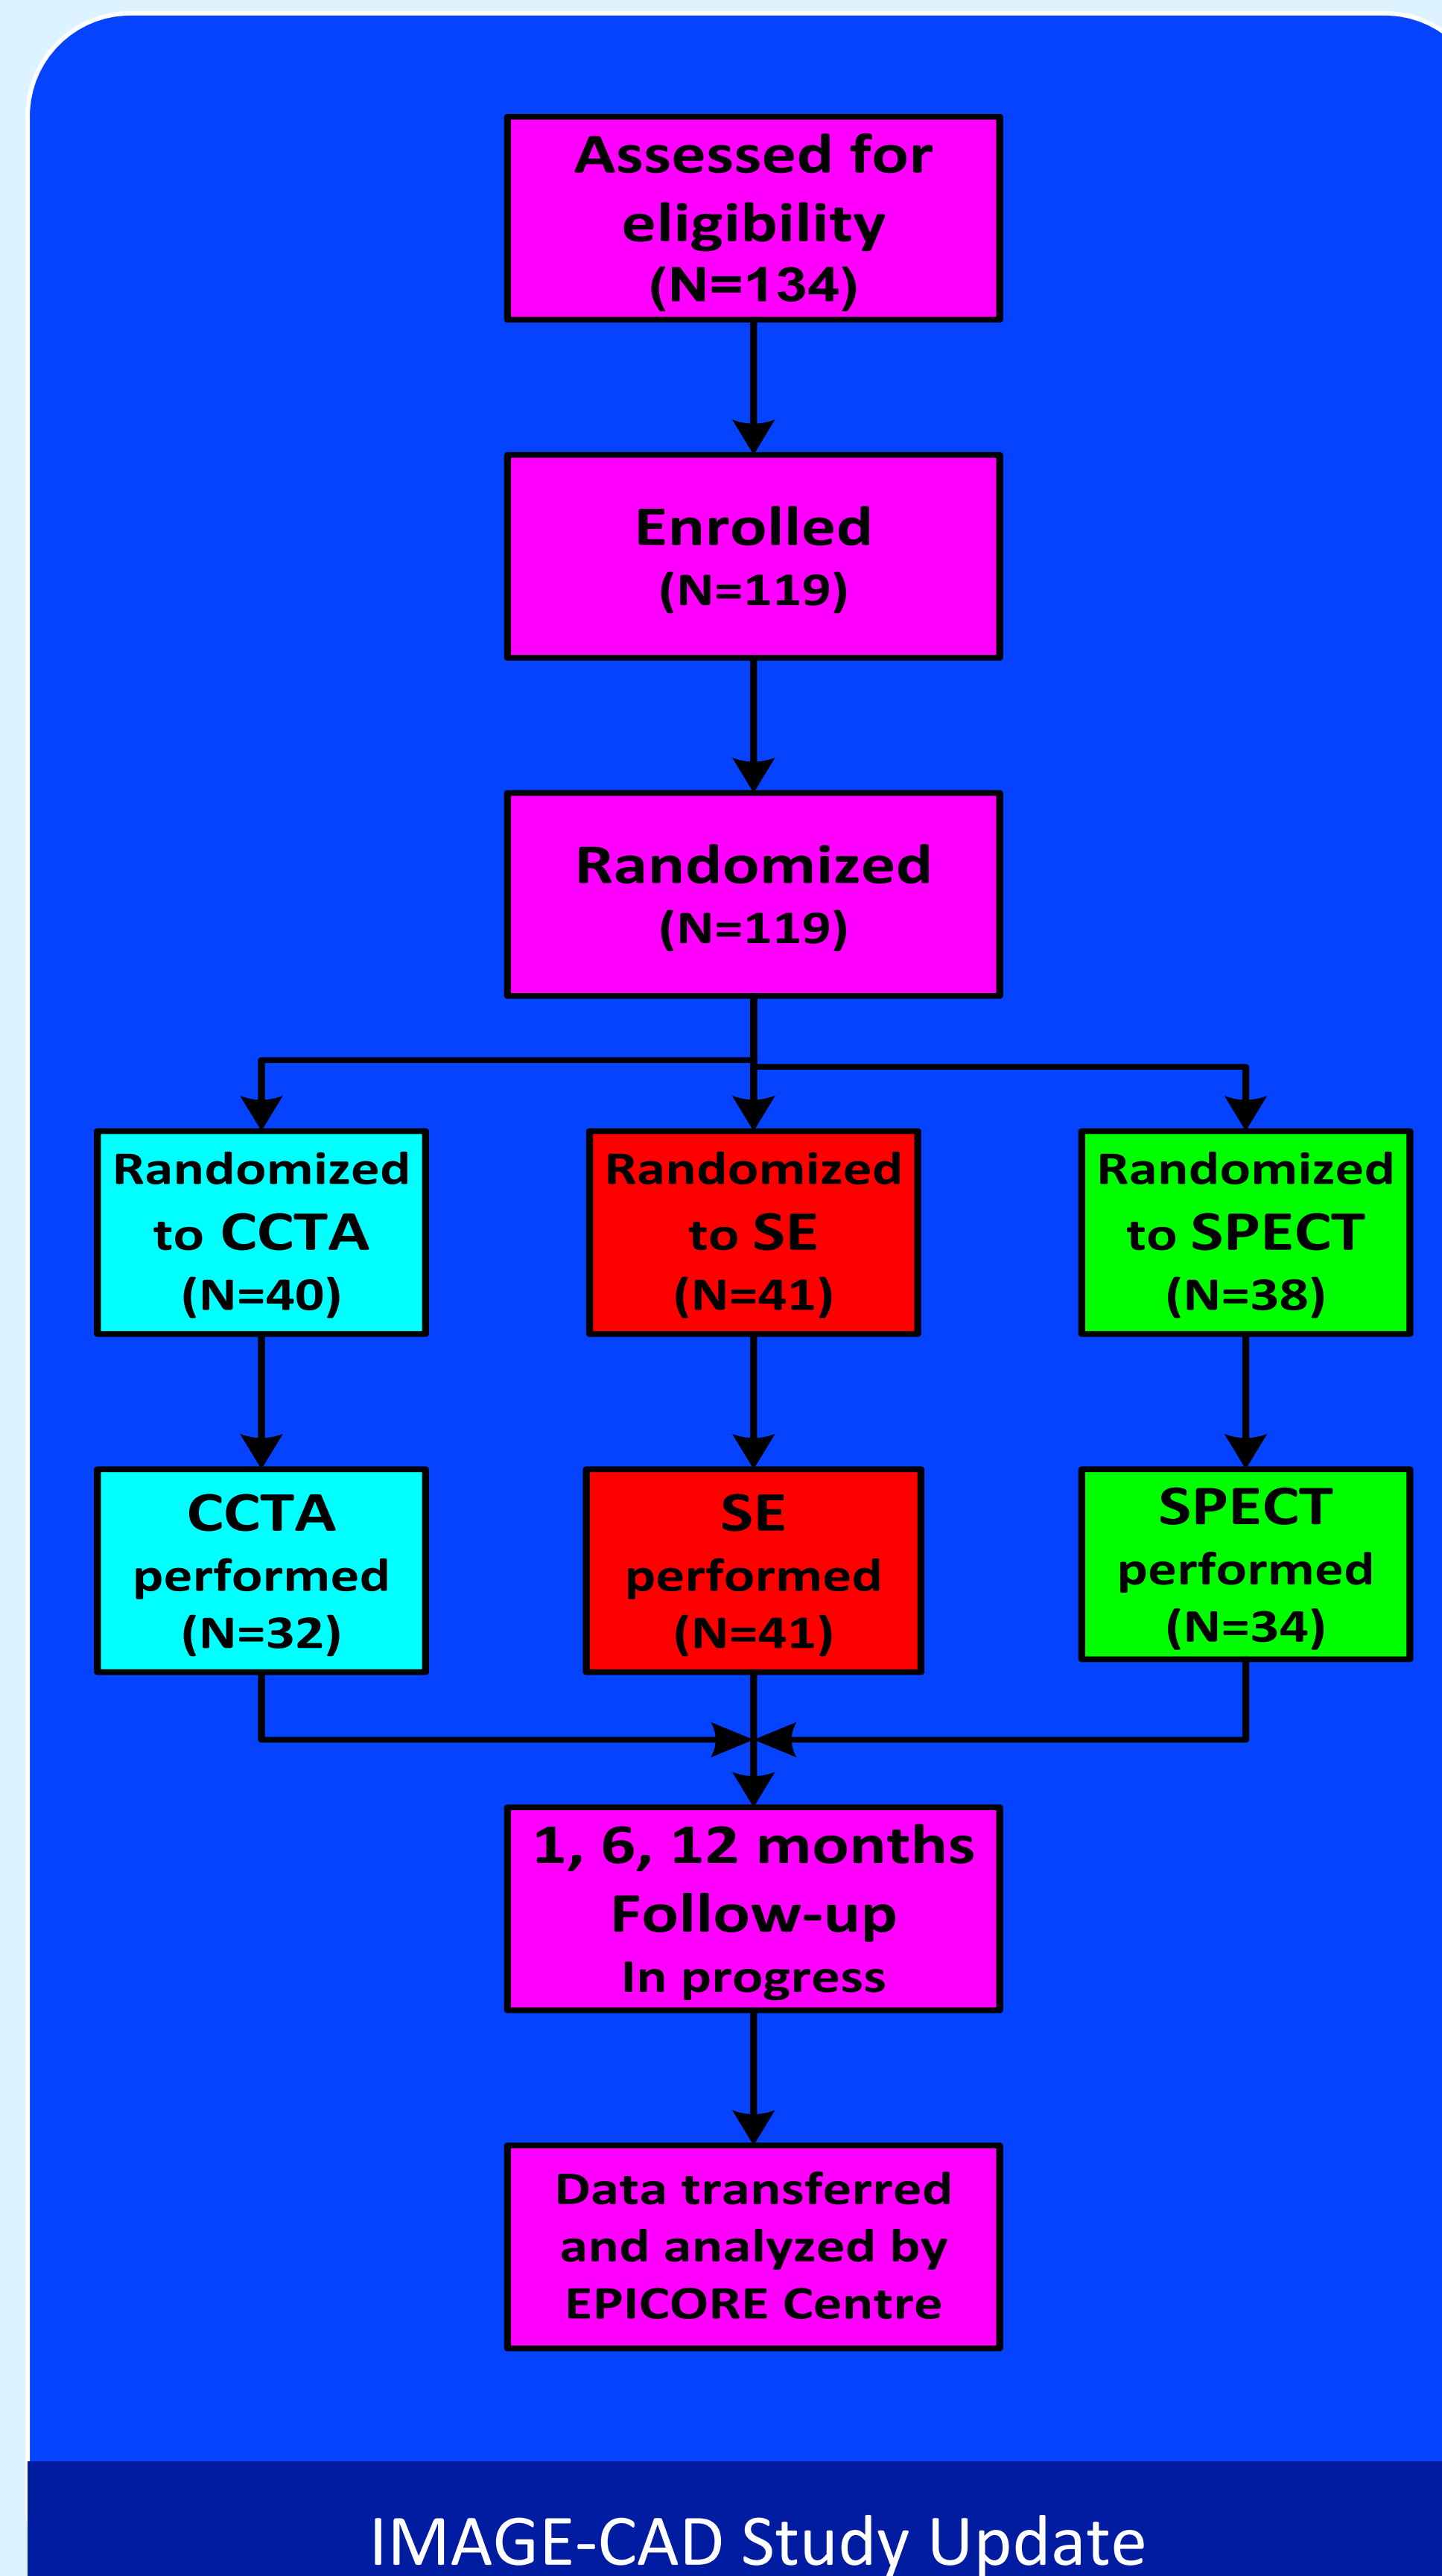 Assessed for
eligibility
(N=134)
Enrolled
(N=119)
Randomized
(N=119)
Randomized
to CCTA
(N=40)
Randomized
to SE
(N=41)
Randomized
to SPECT
(N=38)
CCTA
performed
(N=32)
SE
performed
(N=41)
SPECT
performed
(N=34)
1, 6, 12 months
Follow-up
In progress
Data transferred
and analyzed by
EPICORE Centre
IMAGE-CAD Study Update